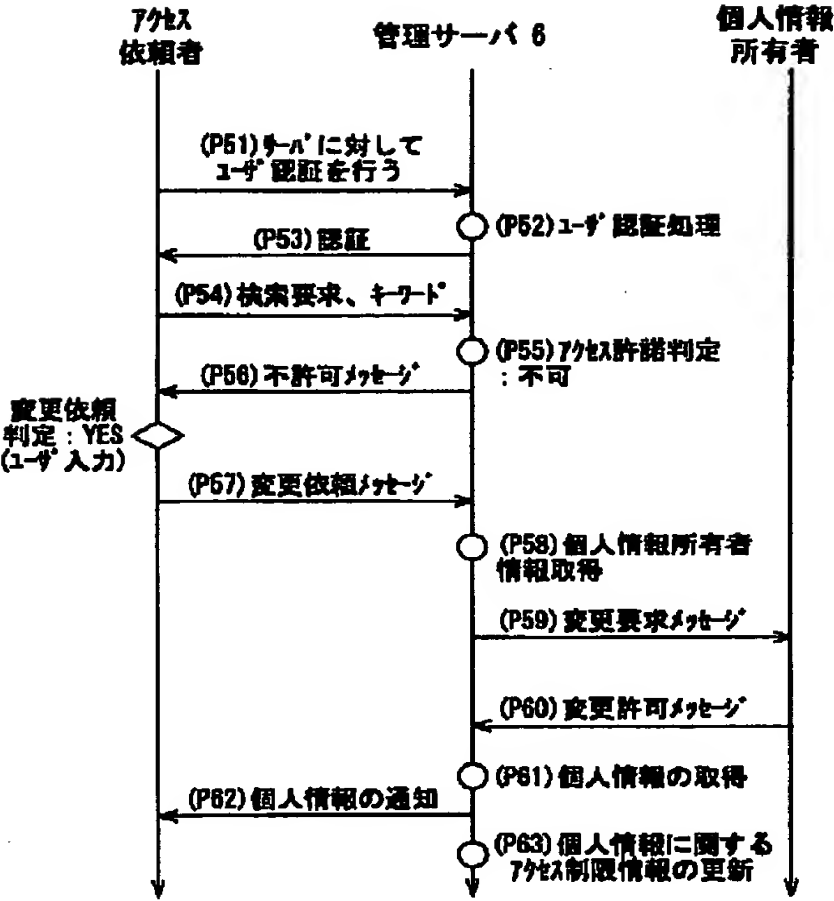 アクセス
依頼者
管理サーバ 6
個人情報
所有者
(P51)サーバに対して
ユーザ認証を行う
(P52)ユーザ認証処理
(P53)認証
(P54)検索要求、キーワード
(P55)アクセス許諾判定
：不可
(P56)不許可メッセージ
変更依頼
判定：YES
(ユーザ入力)
(P57)変更依頼メッセージ
(P58)個人情報所有者
情報取得
(P59)変更要求メッセージ
(P60)変更許可メッセージ
(P61)個人情報の取得
(P62)個人情報の通知
(P63)個人情報に関する
アクセス制限情報の更新